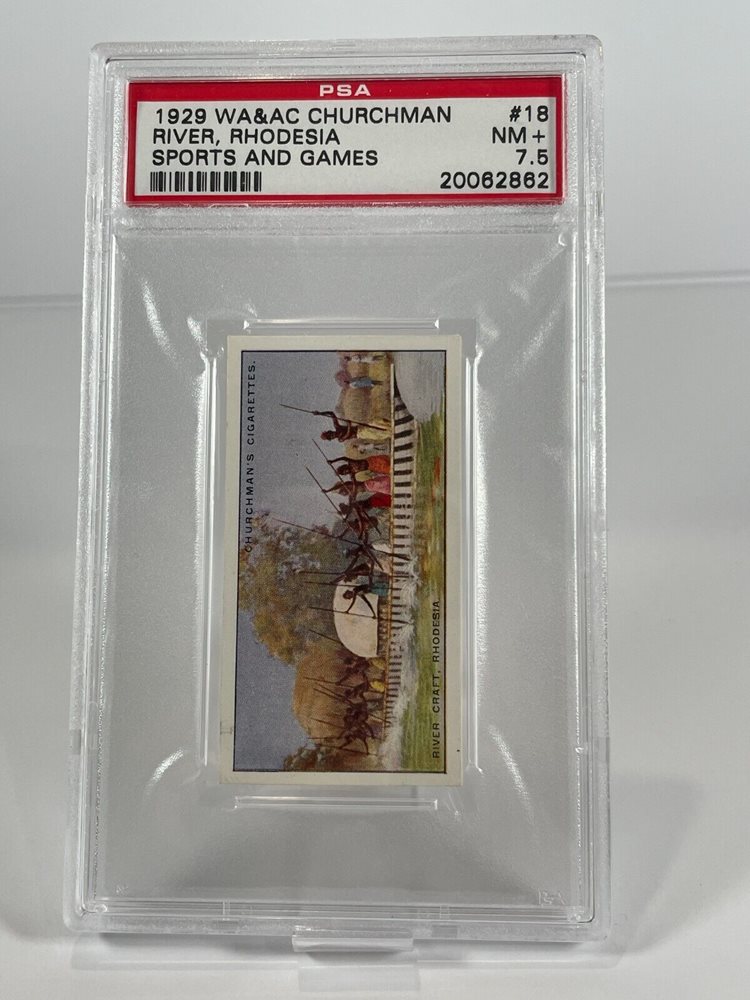 PSA
1929 WA&AC CHURCHMAN #18
RIVER, RHODESIA NM+
SPORTS AND GAMES 7.5
20062862
CHURCHMAN'S CIGARETTES.
RIVER CRAFT, RHODESIA